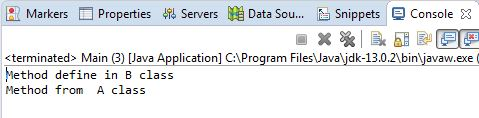 Markers Properties Servers Data Sou... Snippets Console
<terminated> Main (3) [Java Application] C:\Program Files\Java\jdk-13.0.2\bin\javaw.exe (
Method define in B class
Method from  A class